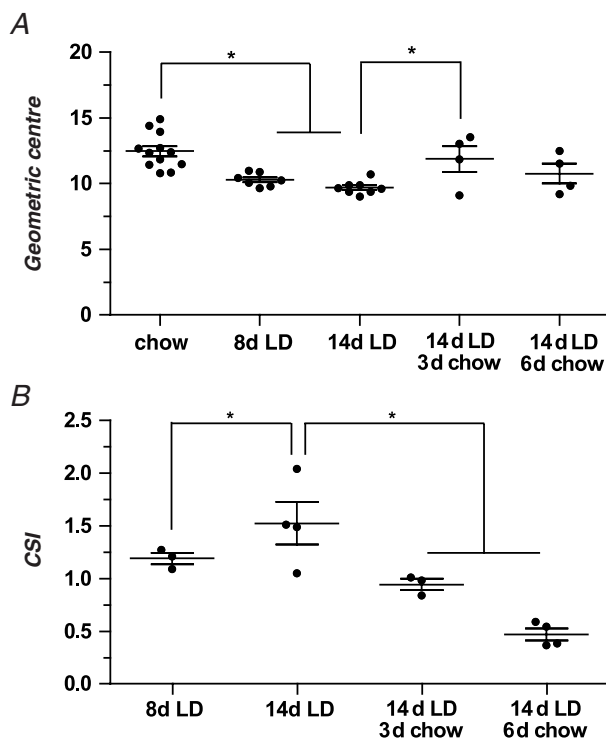 A
* *
20
15
10
5
0
Geometric centre
chow 8d LD 14d LD 14d LD 14d LD
3d chow 6d chow
B
* *
2.5
2.0
1.5
1.0
0.5
0.0
CSI
8d LD 14d LD 14d LD 14d LD
3d chow 6d chow